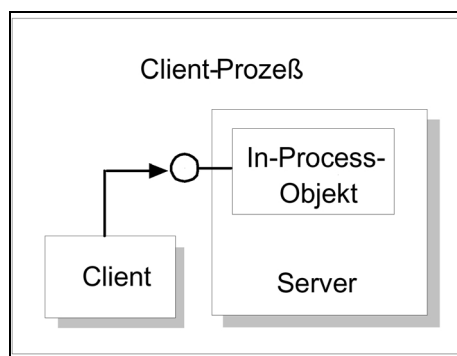 Client-Prozeß
In-Process-
Objekt
Client
Server